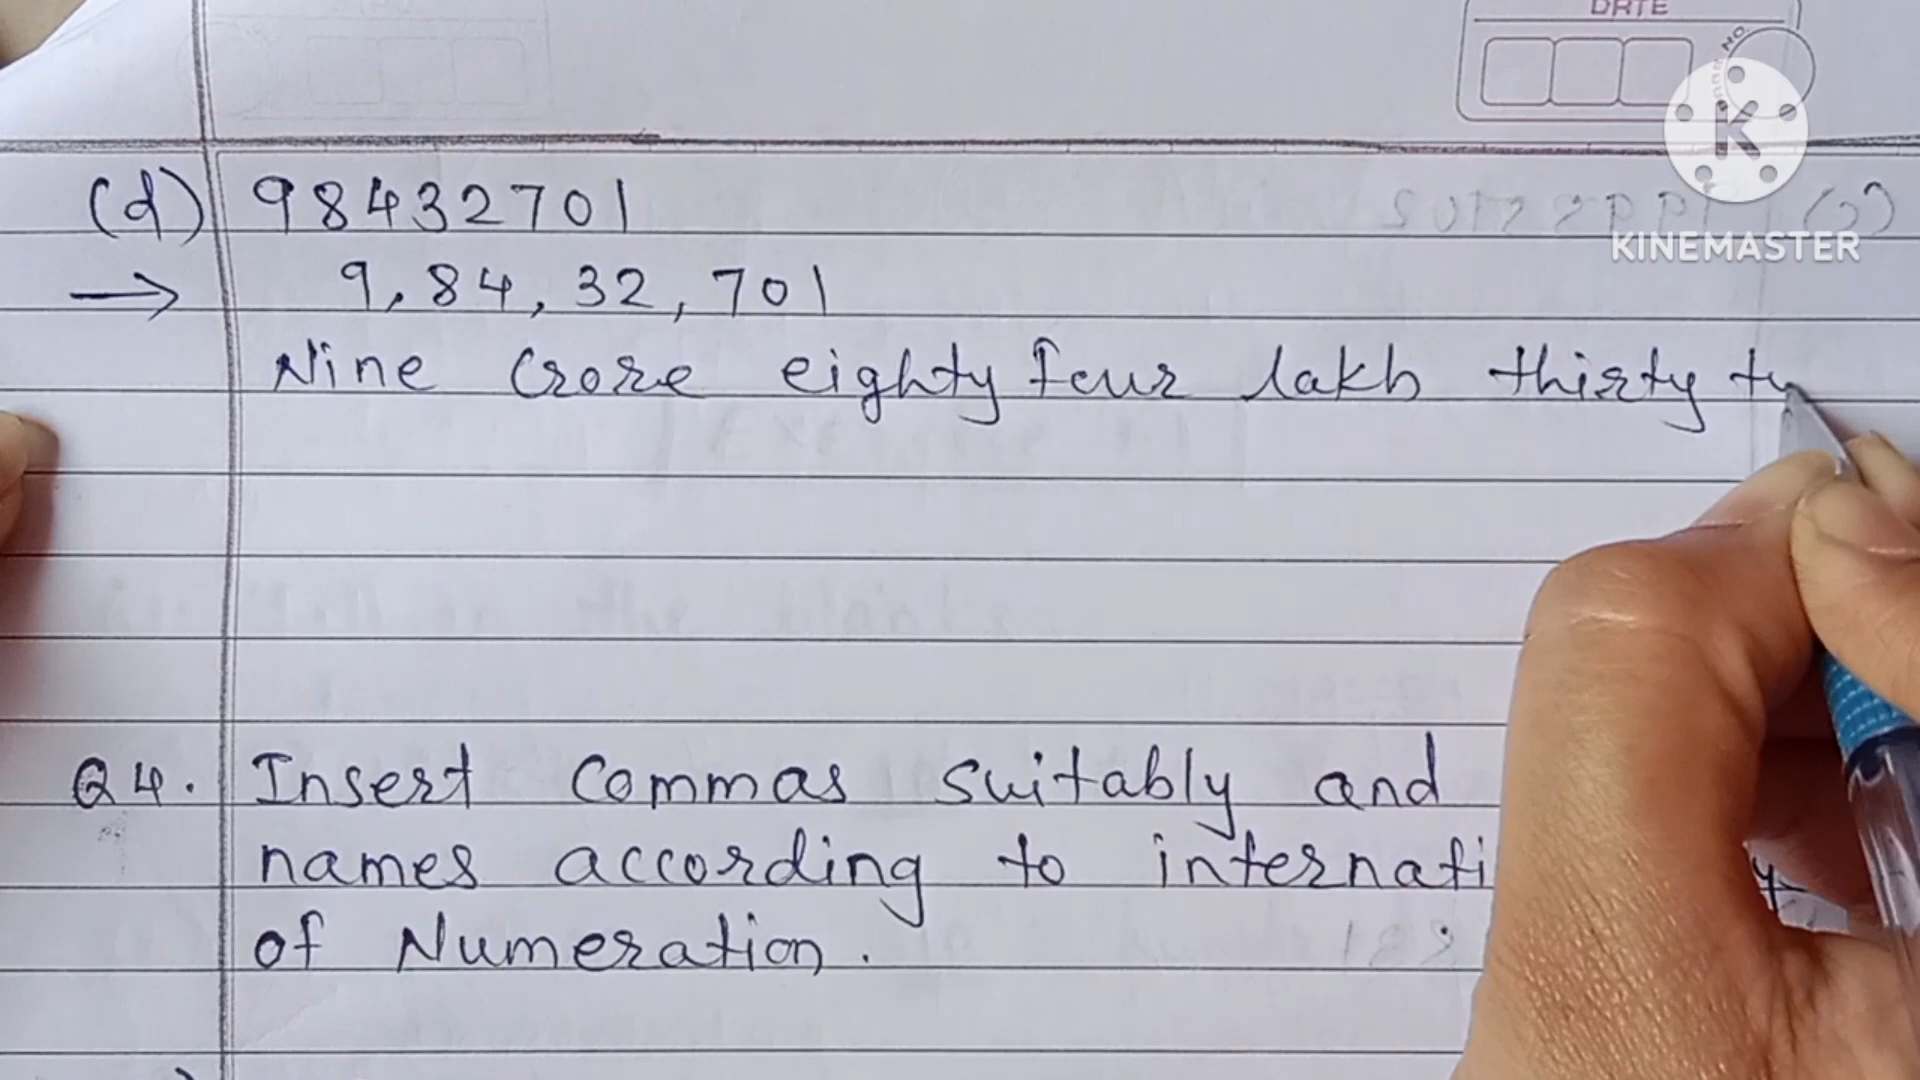 DATE
(d) 98432701
→ 9,84,32,701
Nine Crore eighty four lakh thirty
Q4. Insert Commas suitably and
names according to
of Numeration.
KINEMASTER